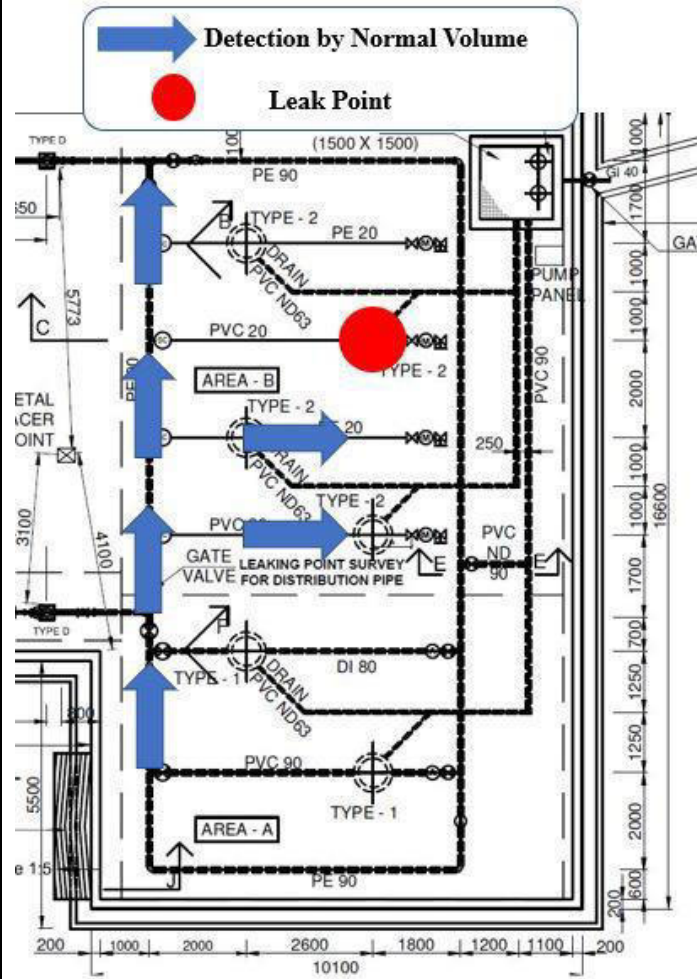 Detection by Normal Volume
Leak Point
TYPE D
100
(1500 X 1500)
PE 90
GI 40
1000
1700
650
TYPE - 2
B
PE 20
DRAIN
PVC ND63
PUMP
PANEL
GA
1000
5773
C
PVC 20
TYPE - 2
PVC 90
1000
AREA - B
2000
ETAL
ACER
OINT
TYPE - 2
20
DRAIN
PVC ND63
250
1000
16600
3100
4100
TYPE - 2
1000
PVC
GATE
VALVE
LEAKING POINT SURVEY
FOR DISTRIBUTION PIPE
E
PVC
ND
90
E
1700
TYPE D
F
700
TYPE - 1
DI 80
DRAIN
PVC ND63
1250
1250
5500
PVC 90
TYPE - 1
2000
AREA - A
e 1:5
J
PE 90
600
200
200
1000
2000
2600
1800
1200
1100
200
10100